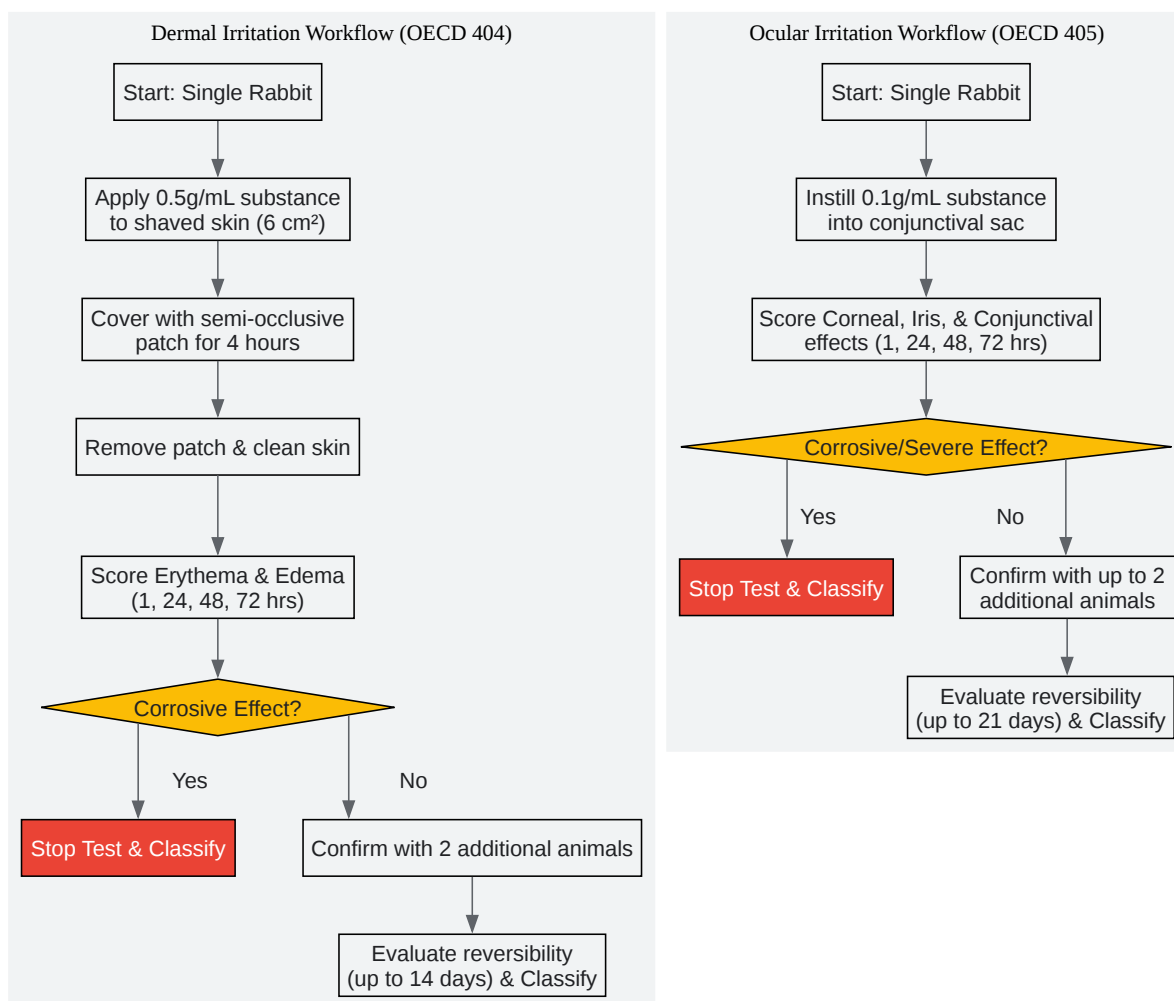 Dermal Irritation Workflow (OECD 404)
Start: Single Rabbit
Apply 0.5g/mL substance
to shaved skin (6 cm²)
Cover with semi-occlusive
patch for 4 hours
Remove patch & clean skin
Score Erythema & Edema
(1, 24, 48, 72 hrs)
Corrosive Effect?
Yes
No
Stop Test & Classify
Confirm with 2 additional animals
Evaluate reversibility
(up to 14 days) & Classify
Ocular Irritation Workflow (OECD 405)
Start: Single Rabbit
Instill 0.1g/mL substance
into conjunctival sac
Score Corneal, Iris, & Conjunctival
effects (1, 24, 48, 72 hrs)
Corrosive/Severe Effect?
Yes
No
Stop Test & Classify
Confirm with up to 2
additional animals
Evaluate reversibility
(up to 21 days) & Classify